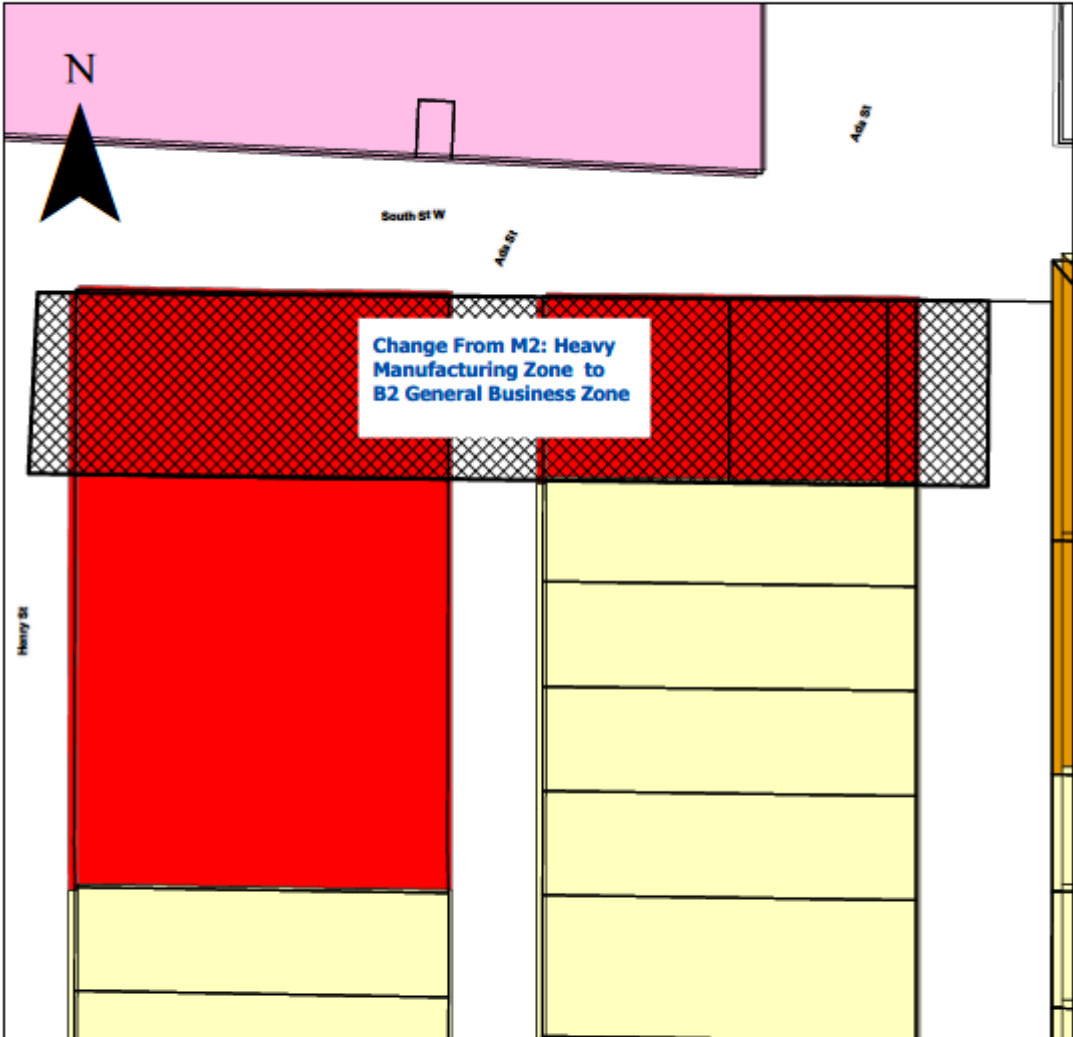 N
Ada St
South St W
Ada St
Change From M2: Heavy
Manufacturing Zone to
B2 General Business Zone
Henry St